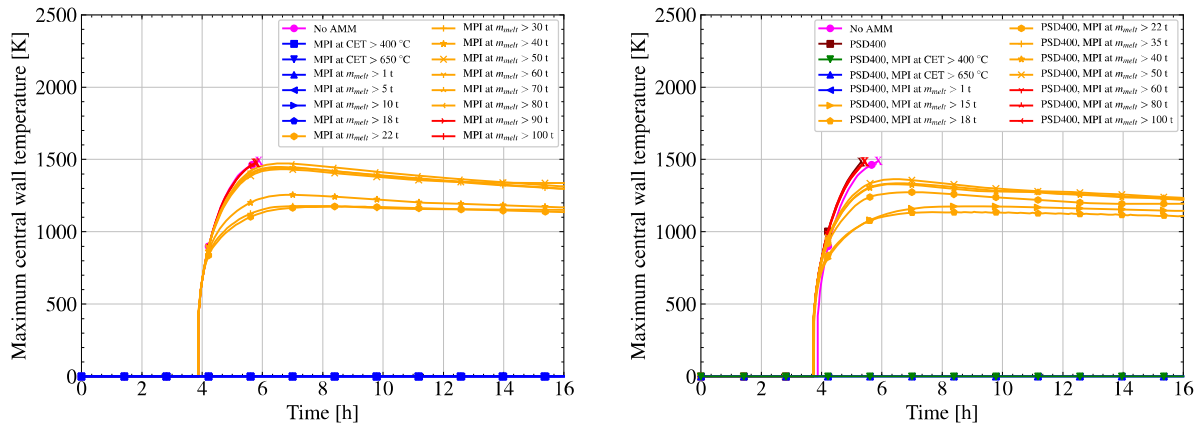 Maximum central wall temperature [K]
2500
2000
1500
1000
500
0
0 2 4 6 8 10 12 14 16
Time [h]
No AMM
MPI at CET > 400 °C
MPI at CET > 650 °C
MPI at m_melt > 1 t
MPI at m_melt > 5 t
MPI at m_melt > 10 t
MPI at m_melt > 18 t
MPI at m_melt > 22 t
MPI at m_melt > 30 t
MPI at m_melt > 40 t
MPI at m_melt > 50 t
MPI at m_melt > 60 t
MPI at m_melt > 70 t
MPI at m_melt > 80 t
MPI at m_melt > 90 t
MPI at m_melt > 100 t
Maximum central wall temperature [K]
2500
2000
1500
1000
500
0
0 2 4 6 8 10 12 14 16
Time [h]
No AMM
PSD400
PSD400, MPI at CET > 400 °C
PSD400, MPI at CET > 650 °C
PSD400, MPI at m_melt > 1 t
PSD400, MPI at m_melt > 15 t
PSD400, MPI at m_melt > 18 t
PSD400, MPI at m_melt > 22 t
PSD400, MPI at m_melt > 35 t
PSD400, MPI at m_melt > 40 t
PSD400, MPI at m_melt > 50 t
PSD400, MPI at m_melt > 60 t
PSD400, MPI at m_melt > 80 t
PSD400, MPI at m_melt > 100 t